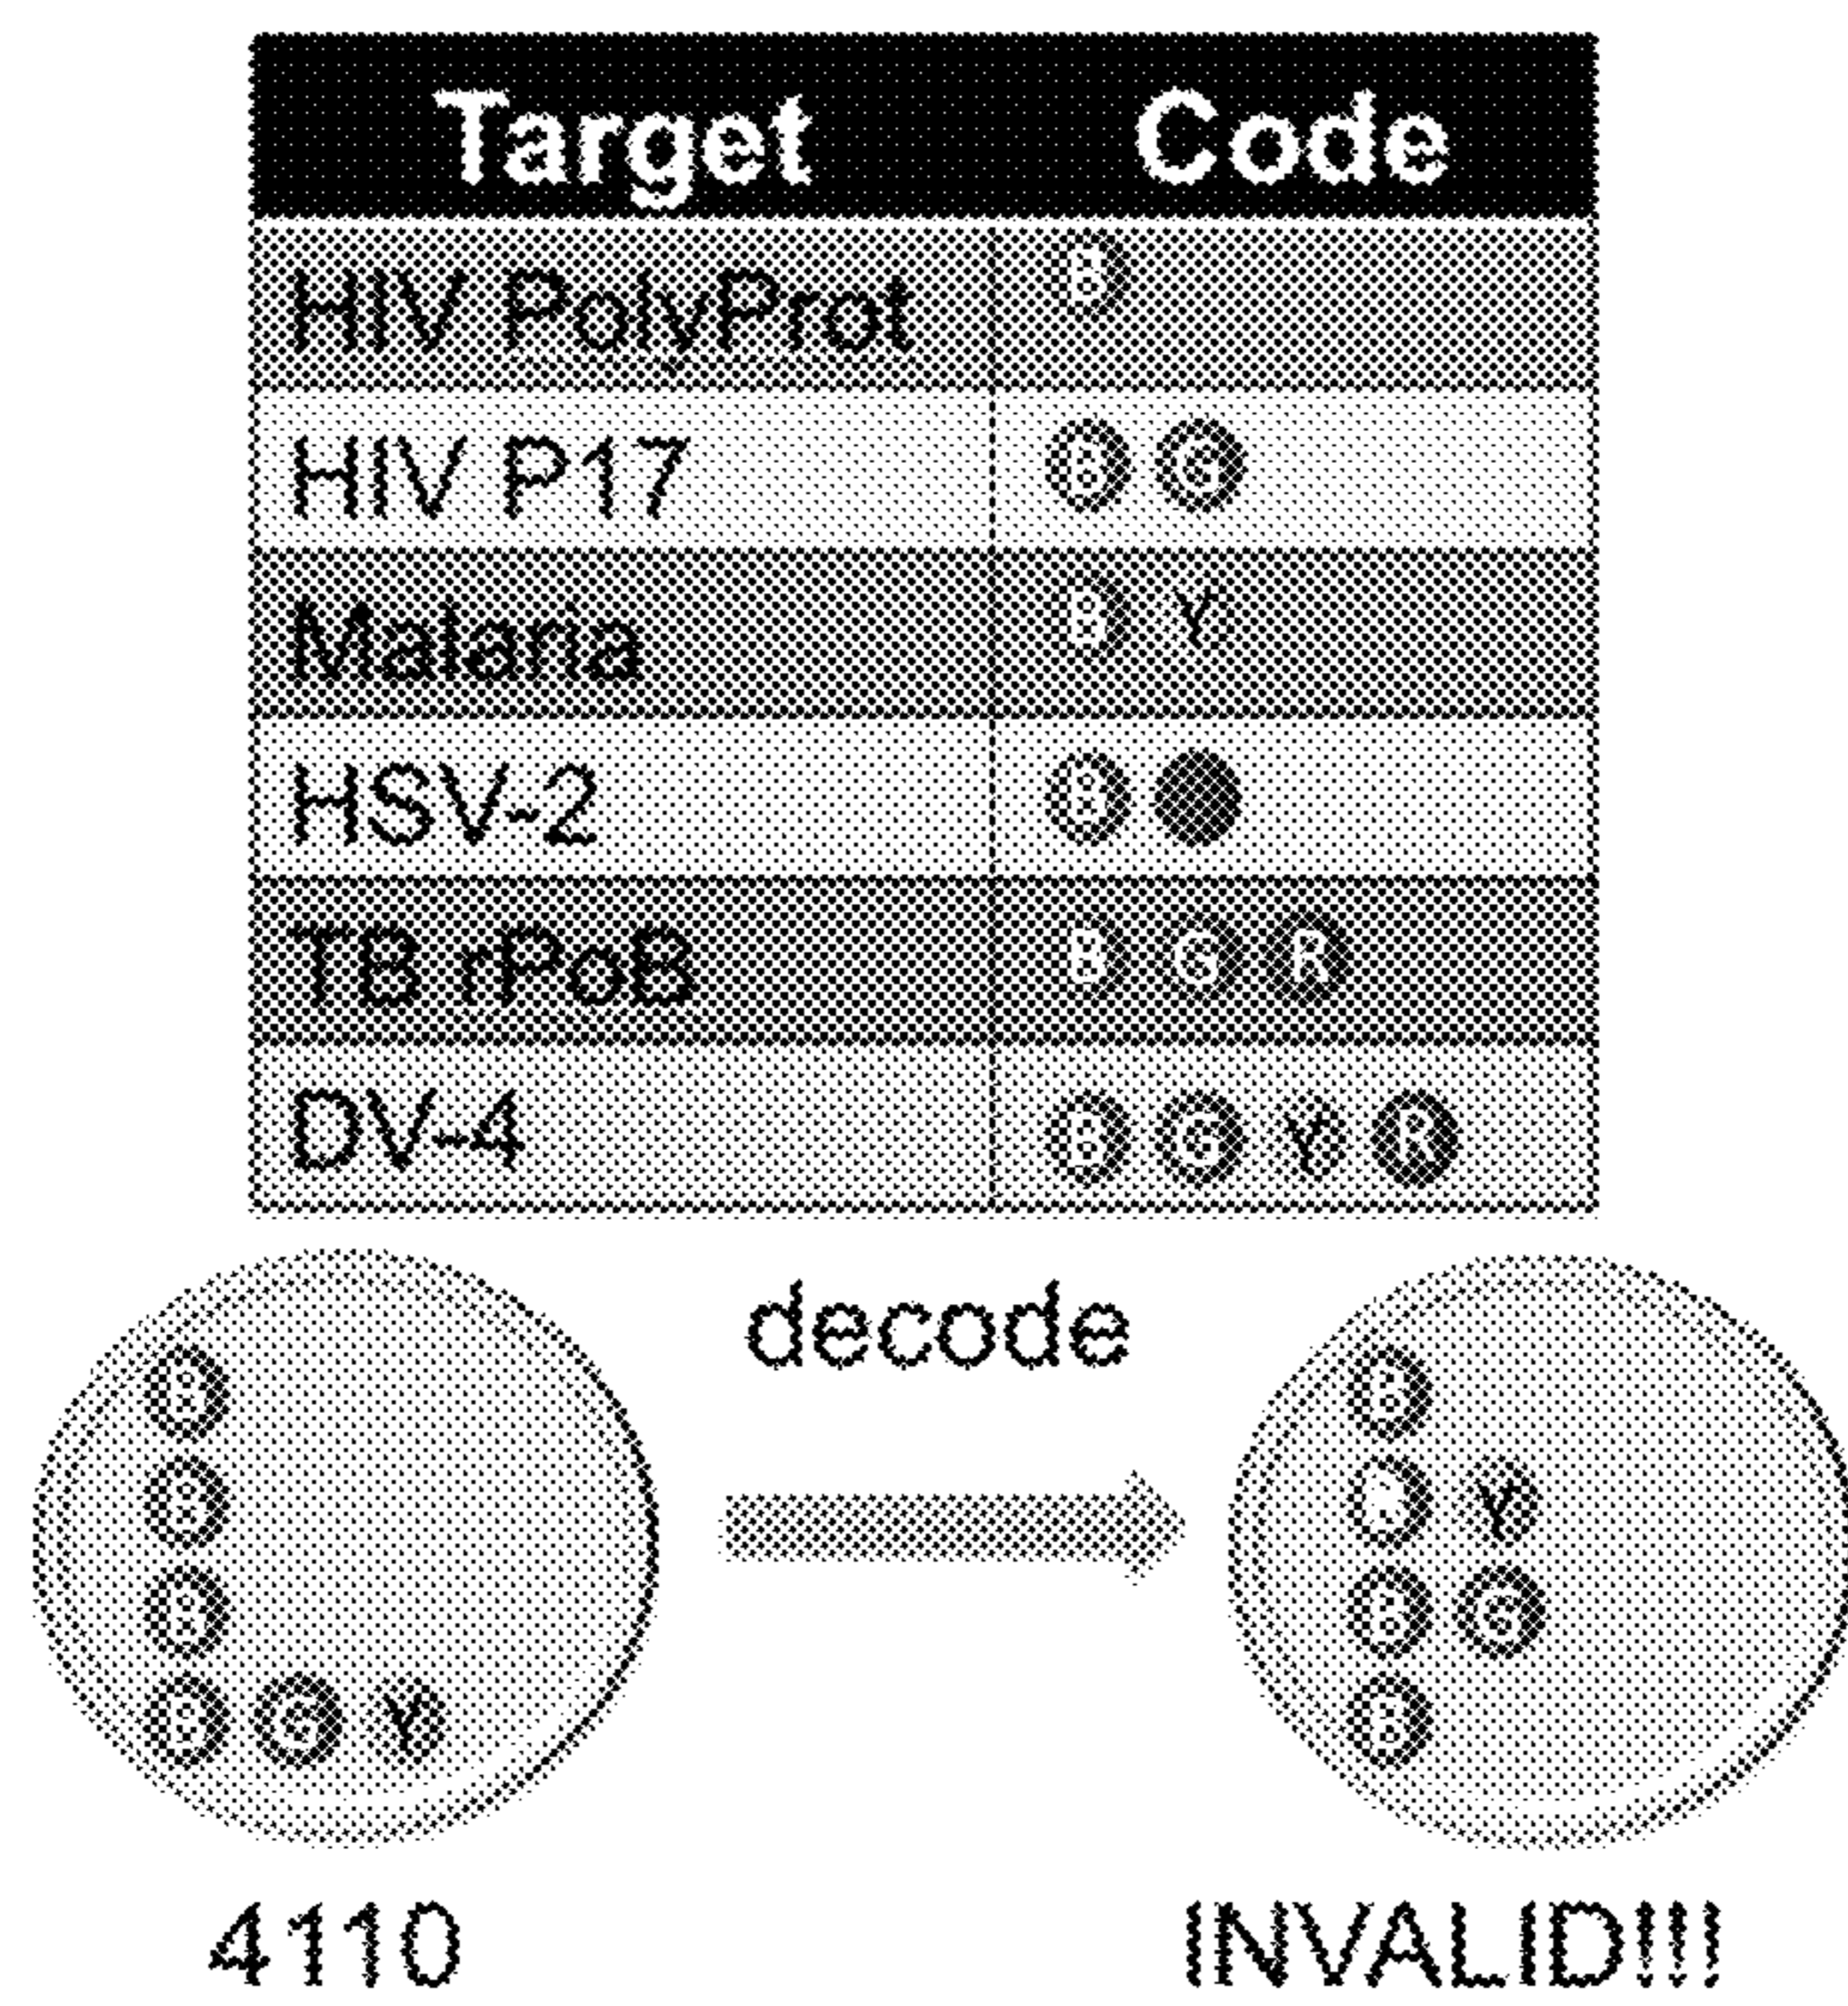 Target Code
HIV PolyProt B
HIV P17 B G
Malaria B Y
HSV-2 B
TB rPoB B G R
DV-4 B G Y R
decode
B B
B Y
B B G
G Y B
4110 INVALID!!!